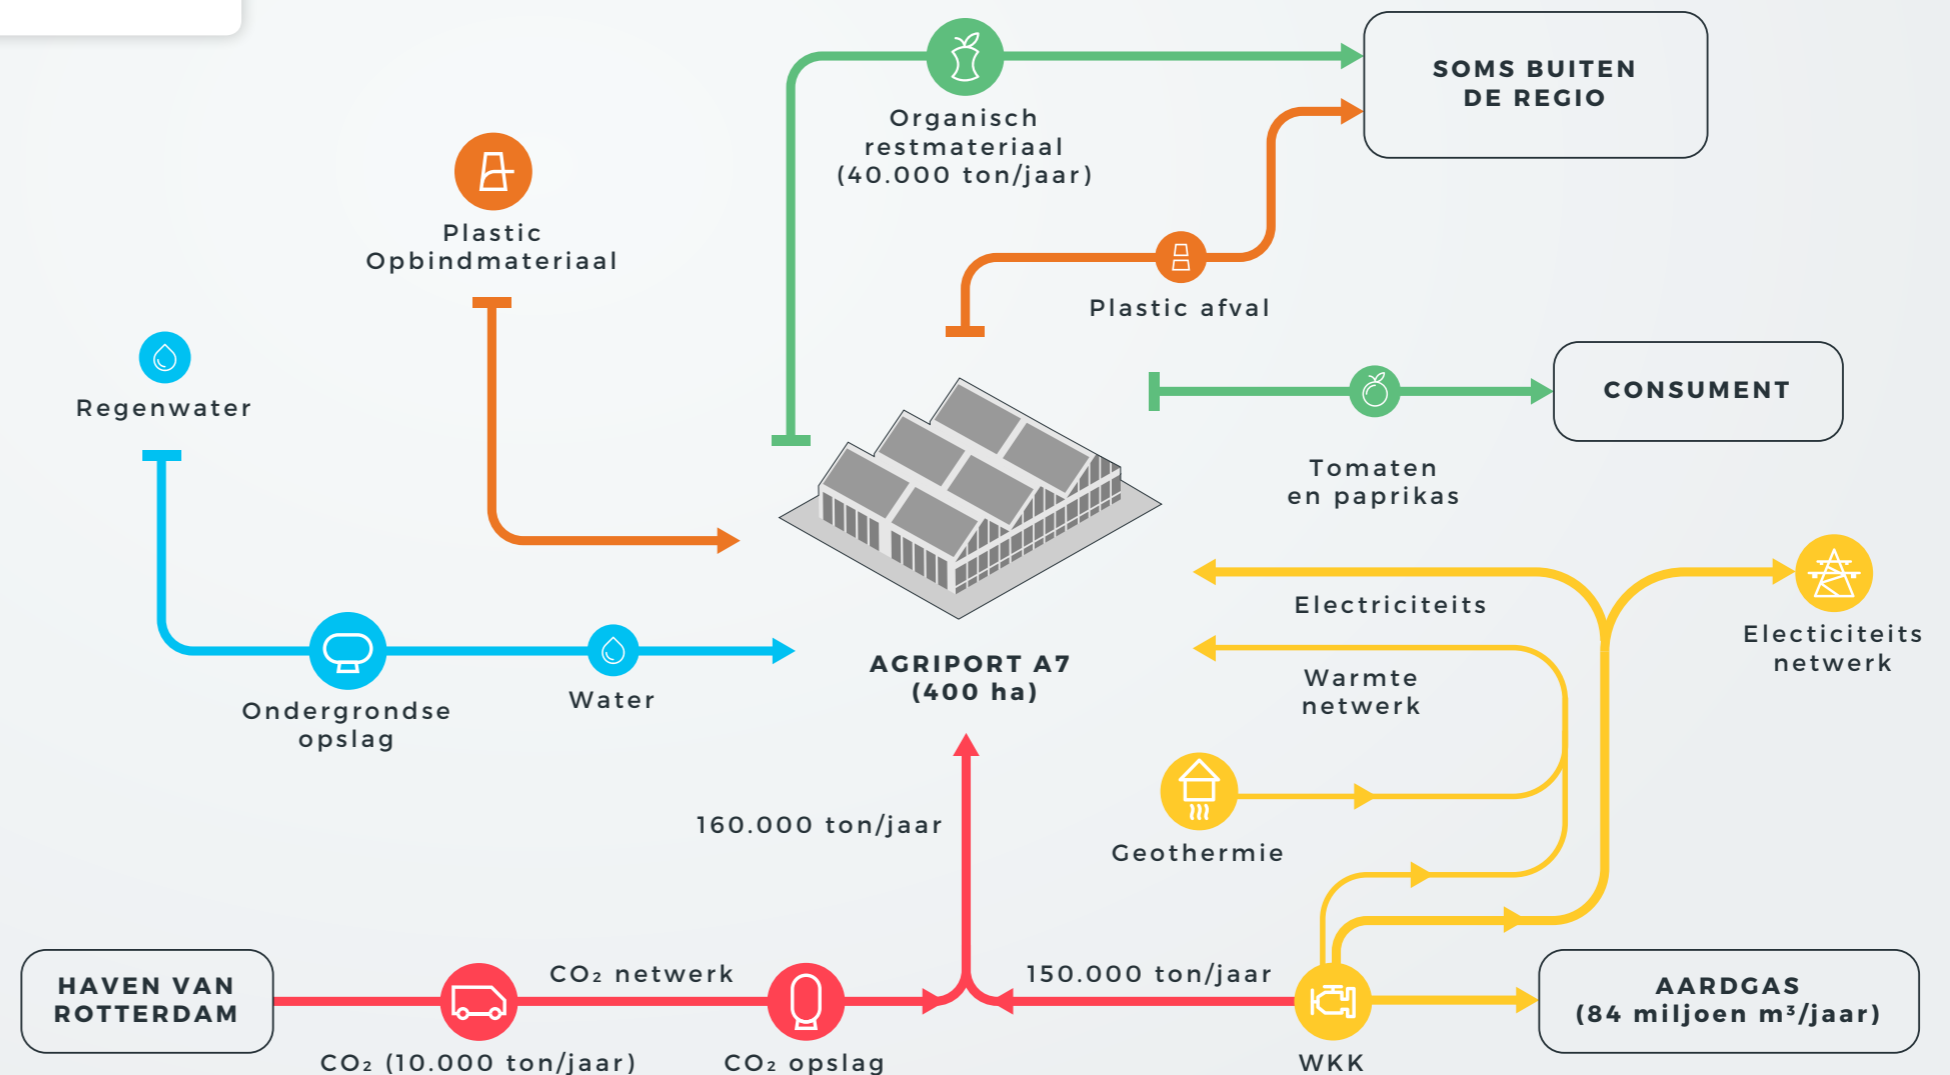 SOMS BUITEN
DE REGIO
Organisch
restmateriaal
(40.000 ton/jaar)
Plastic
Opbindmateriaal
Plastic afval
Regenwater
CONSUMENT
Tomaten
en paprikas
Electriciteits
Electiciteits
netwerk
Warmte
netwerk
AGRIPORT A7
(400 ha)
Water
Ondergrondse
opslag
160.000 ton/jaar
Geothermie
HAVEN VAN
ROTTERDAM
CO₂ netwerk
150.000 ton/jaar
AARDGAS
(84 miljoen m³/jaar)
CO₂ (10.000 ton/jaar)
CO₂ opslag
WKK